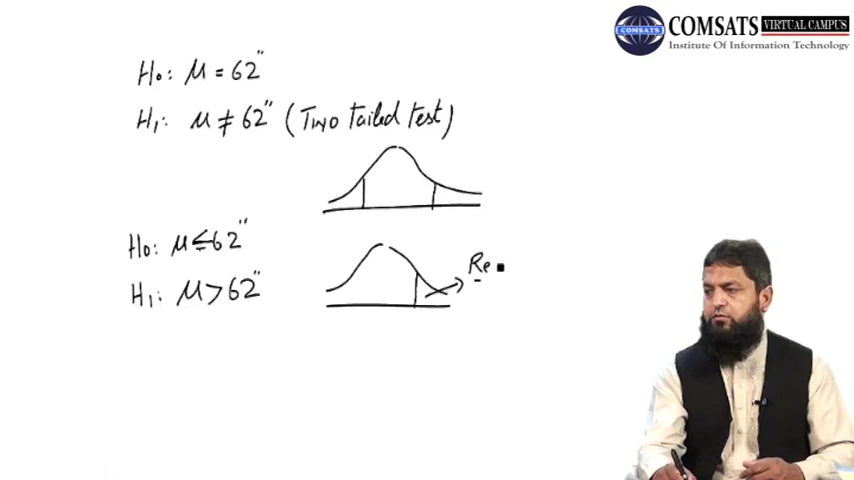 COMSATS
COMSATS VIRTUAL CAMPUS
Institute Of Information Technology
H₀: μ = 62"
H₁: μ ≠ 62" (Two tailed test)
H₀: μ ≤ 62"
H₁: μ > 62"
Re